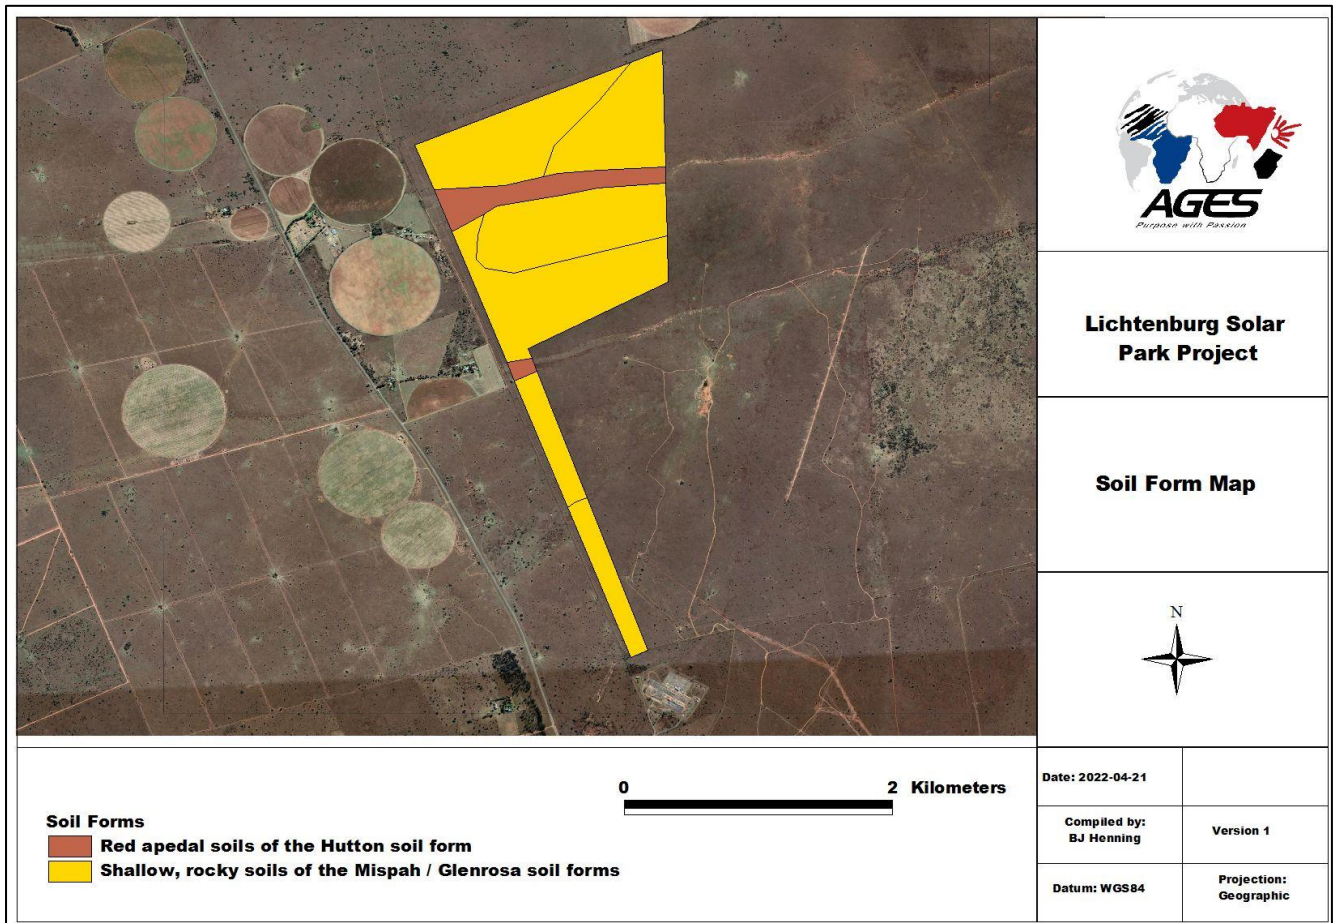 AGES
Purpose with Passion
Lichtenburg Solar
Park Project
Soil Form Map
N
0 2 Kilometers
Soil Forms
Red apedal soils of the Hutton soil form
Shallow, rocky soils of the Mispah / Glenrosa soil forms
Date: 2022-04-21
Compiled by:
BJ Henning
Version 1
Datum: WGS84
Projection:
Geographic